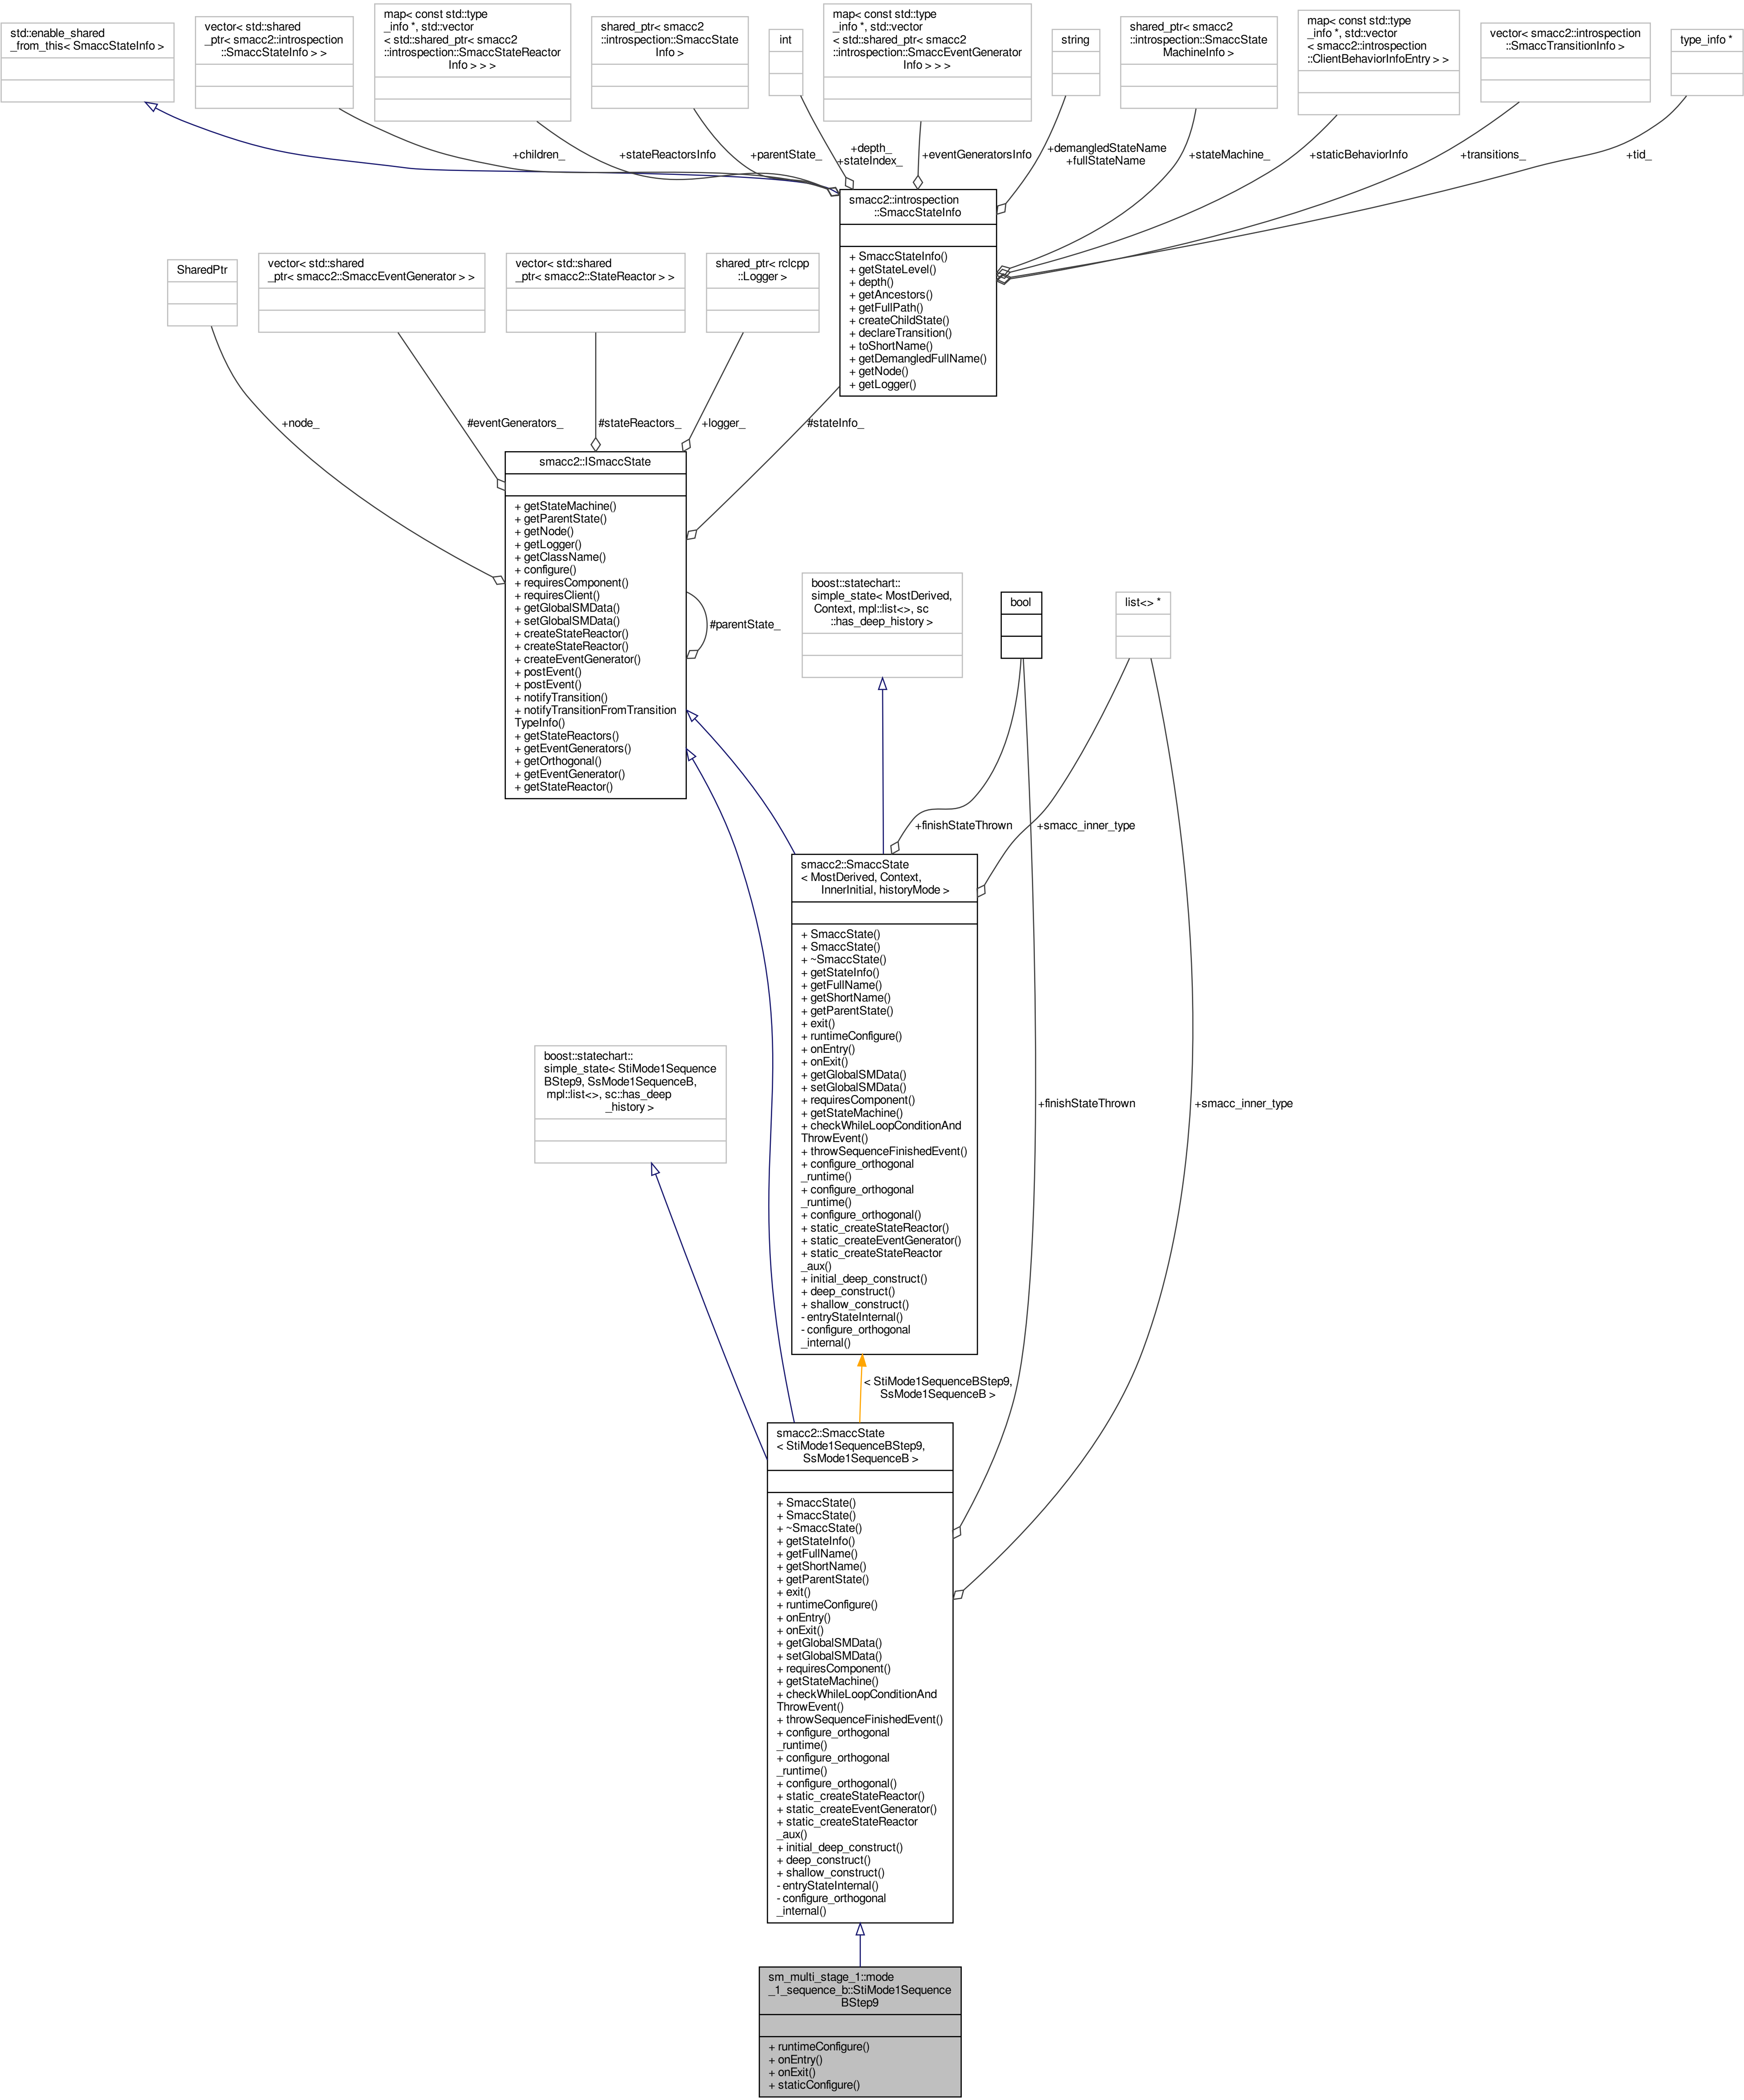 std::enable_shared
_from_this< SmaccStateInfo >
vector< std::shared
_ptr< smacc2::introspection
::SmaccStateInfo > >
map< const std::type
_info *, std::vector
< std::shared_ptr< smacc2
::introspection::SmaccStateReactor
Info > > >
shared_ptr< smacc2
::introspection::SmaccState
Info >
int
map< const std::type
_info *, std::vector
< std::shared_ptr< smacc2
::introspection::SmaccEventGenerator
Info > > >
string
shared_ptr< smacc2
::introspection::SmaccState
MachineInfo >
map< const std::type
_info *, std::vector
< smacc2::introspection
::ClientBehaviorInfoEntry > >
vector< smacc2::introspection
::SmaccTransitionInfo >
type_info *
+children_
+stateReactorsInfo
+parentState_
+depth_
+stateIndex_
+eventGeneratorsInfo
+demangledStateName
+fullStateName
+stateMachine_
+staticBehaviorInfo
+transitions_
+tid_
smacc2::introspection
::SmaccStateInfo
+ SmaccStateInfo()
+ getStateLevel()
+ depth()
+ getAncestors()
+ getFullPath()
+ createChildState()
+ declareTransition()
+ toShortName()
+ getDemangledFullName()
+ getNode()
+ getLogger()
SharedPtr
vector< std::shared
_ptr< smacc2::SmaccEventGenerator > >
vector< std::shared
_ptr< smacc2::StateReactor > >
shared_ptr< rclcpp
::Logger >
+node_
#eventGenerators_
#stateReactors_
+logger_
#stateInfo_
smacc2::ISmaccState
+ getStateMachine()
+ getParentState()
+ getNode()
+ getLogger()
+ getClassName()
+ configure()
+ requiresComponent()
+ requiresClient()
+ getGlobalSMData()
+ setGlobalSMData()
+ createStateReactor()
+ createStateReactor()
+ createEventGenerator()
+ postEvent()
+ postEvent()
+ notifyTransition()
+ notifyTransitionFromTransition
TypeInfo()
+ getStateReactors()
+ getEventGenerators()
+ getOrthogonal()
+ getEventGenerator()
+ getStateReactor()
#parentState_
boost::statechart::
simple_state< MostDerived,
Context, mpl::list<>, sc
::has_deep_history >
bool
list<> *
+finishStateThrown
+smacc_inner_type
smacc2::SmaccState
< MostDerived, Context,
InnerInitial, historyMode >
+ SmaccState()
+ SmaccState()
+ ~SmaccState()
+ getStateInfo()
+ getFullName()
+ getShortName()
+ getParentState()
+ exit()
+ runtimeConfigure()
+ onEntry()
+ onExit()
+ getGlobalSMData()
+ setGlobalSMData()
+ requiresComponent()
+ getStateMachine()
+ checkWhileLoopConditionAnd
ThrowEvent()
+ throwSequenceFinishedEvent()
+ configure_orthogonal
_runtime()
+ configure_orthogonal
_runtime()
+ configure_orthogonal()
+ static_createStateReactor()
+ static_createEventGenerator()
+ static_createStateReactor
_aux()
+ initial_deep_construct()
+ deep_construct()
+ shallow_construct()
- entryStateInternal()
- configure_orthogonal
_internal()
boost::statechart::
simple_state< StiMode1Sequence
BStep9, SsMode1SequenceB,
mpl::list<>, sc::has_deep
_history >
+finishStateThrown
+smacc_inner_type
< StiMode1SequenceBStep9,
SsMode1SequenceB >
smacc2::SmaccState
< StiMode1SequenceBStep9,
SsMode1SequenceB >
+ SmaccState()
+ SmaccState()
+ ~SmaccState()
+ getStateInfo()
+ getFullName()
+ getShortName()
+ getParentState()
+ exit()
+ runtimeConfigure()
+ onEntry()
+ onExit()
+ getGlobalSMData()
+ setGlobalSMData()
+ requiresComponent()
+ getStateMachine()
+ checkWhileLoopConditionAnd
ThrowEvent()
+ throwSequenceFinishedEvent()
+ configure_orthogonal
_runtime()
+ configure_orthogonal
_runtime()
+ configure_orthogonal()
+ static_createStateReactor()
+ static_createEventGenerator()
+ static_createStateReactor
_aux()
+ initial_deep_construct()
+ deep_construct()
+ shallow_construct()
- entryStateInternal()
- configure_orthogonal
_internal()
sm_multi_stage_1::mode
_1_sequence_b::StiMode1Sequence
BStep9
+ runtimeConfigure()
+ onEntry()
+ onExit()
+ staticConfigure()